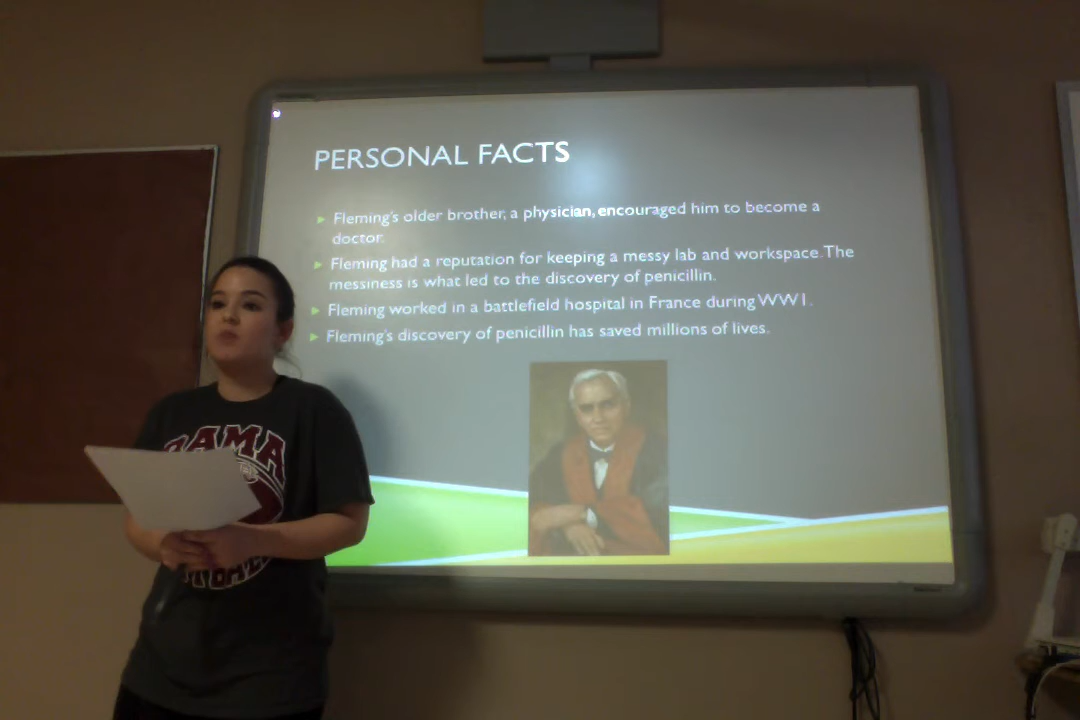 PERSONAL FACTS
Fleming's older brother, a physician, encouraged him to become a
doctor.
Fleming had a reputation for keeping a messy lab and workspace. The
messiness is what led to the discovery of penicillin.
Fleming worked in a battlefield hospital in France during WW1.
Fleming's discovery of penicillin has saved millions of lives.
BAMA